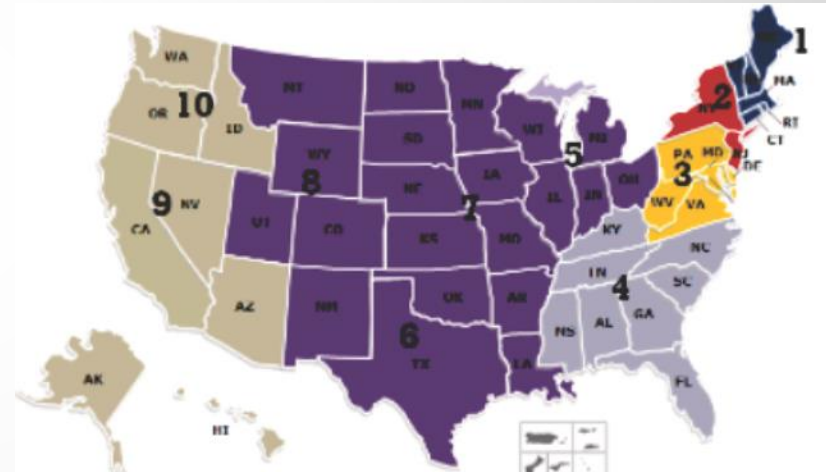 1
WA
MT
ND
MN
MA
2
NY
RI
OR
10
ID
SD
WI
MI
CT
WY
5
PA
MD
NJ
DE
8
IA
3
9
NV
NE
7
IL
IN
OH
WV
VA
UT
CO
CA
KS
MO
KY
NC
TN
SC
AZ
NM
OK
AR
4
6
MS
AL
GA
TX
LA
AK
FL
HI